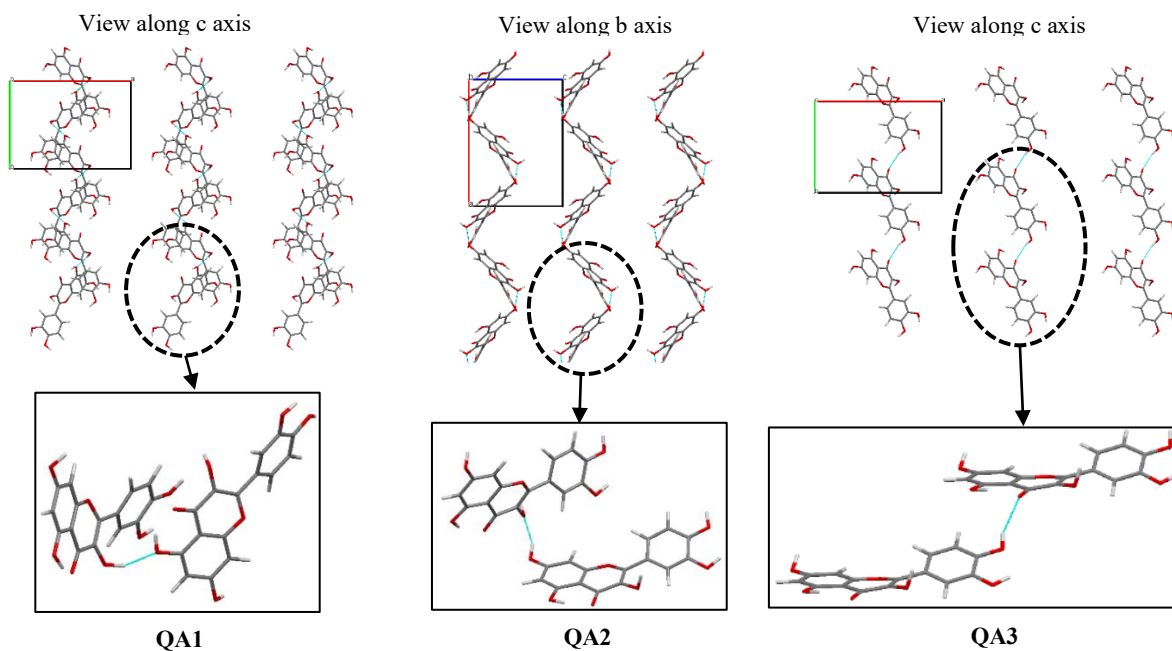 View along c axis
View along b axis
View along c axis
QA1
QA2
QA3